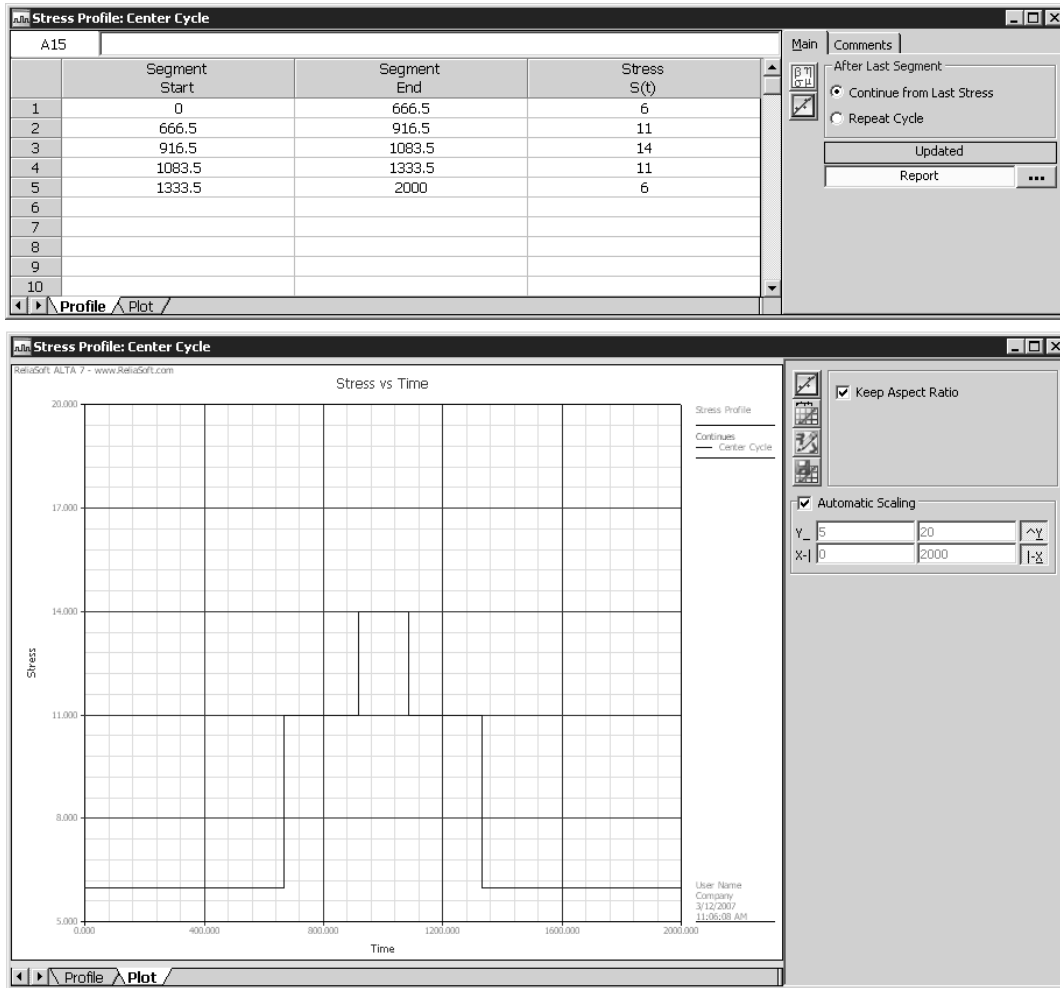 Stress Profile: Center Cycle
A15
Segment Start Segment End Stress S(t)
1 0 666.5 6
2 666.5 916.5 11
3 916.5 1083.5 14
4 1083.5 1333.5 11
5 1333.5 2000 6
6
7
8
9
10
Profile Plot
Main Comments
βη
σμ
After Last Segment
Continue from Last Stress
Repeat Cycle
Updated
Report ...
Stress Profile: Center Cycle
ReliaSoft ALTA 7 - www.ReliaSoft.com
Stress vs Time
20.000
17.000
14.000
11.000
8.000
5.000
Stress
0.000 400.000 800.000 1200.000 1600.000 2000.000
Time
Stress Profile
Continues
Center Cycle
User Name
Company
3/12/2007
11:06:08 AM
Profile Plot
Keep Aspect Ratio
Automatic Scaling
Y_ 5 20 ^Y
X-| 0 2000 |-X